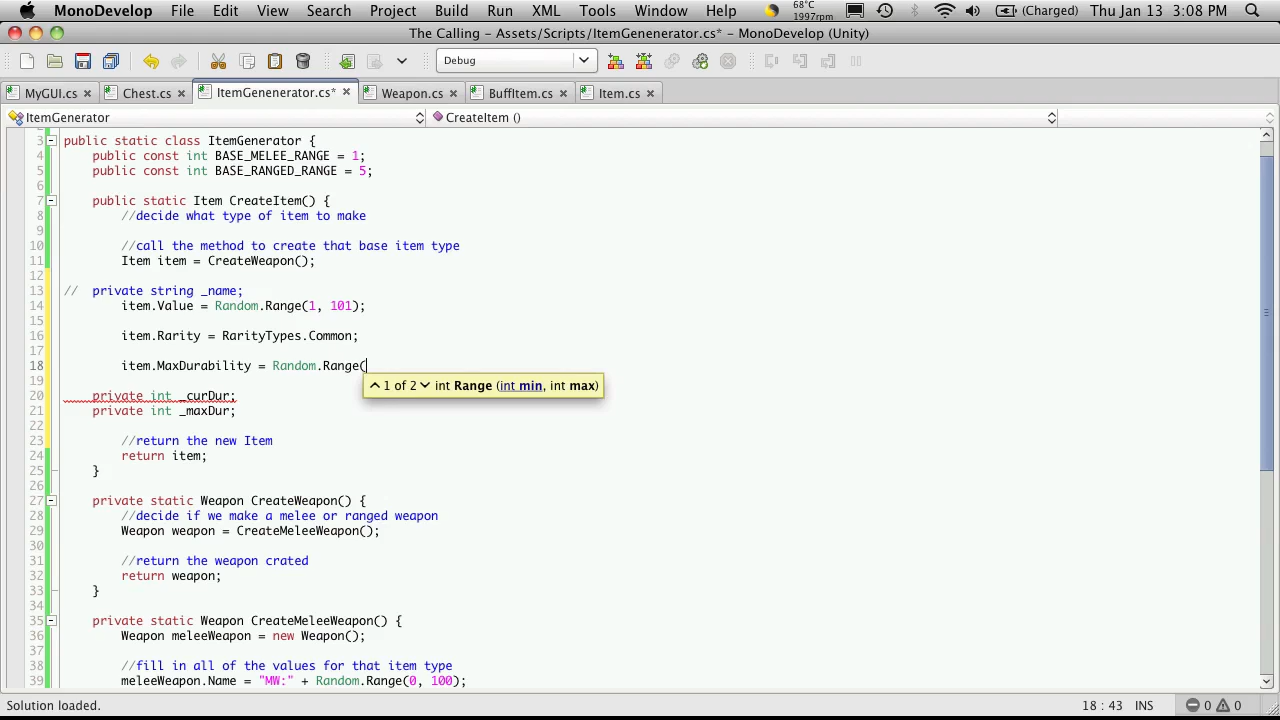 MonoDevelop File Edit View Search Project Build Run XML Tools Window Help 68°C 1997rpm (Charged) Thu Jan 13 3:08 PM
The Calling - Assets/Scripts/ItemGenenerator.cs* - MonoDevelop (Unity)
Debug
MyGUI.cs Chest.cs ItemGenenerator.cs* Weapon.cs BuffItem.cs Item.cs
ItemGenerator CreateItem ()
3 public static class ItemGenerator {
4 public const int BASE_MELEE_RANGE = 1;
5 public const int BASE_RANGED_RANGE = 5;
6
7 public static Item CreateItem() {
8 //decide what type of item to make
9
10 //call the method to create that base item type
11 Item item = CreateWeapon();
12
13 // private string _name;
14 item.Value = Random.Range(1, 101);
15
16 item.Rarity = RarityTypes.Common;
17
18 item.MaxDurability = Random.Range(
1 of 2 int Range (int min, int max)
19
20 private int _curDur;
21 private int _maxDur;
22
23 //return the new Item
24 return item;
25 }
26
27 private static Weapon CreateWeapon() {
28 //decide if we make a melee or ranged weapon
29 Weapon weapon = CreateMeleeWeapon();
30
31 //return the weapon crated
32 return weapon;
33 }
34
35 private static Weapon CreateMeleeWeapon() {
36 Weapon meleeWeapon = new Weapon();
37
38 //fill in all of the values for that item type
39 meleeWeapon.Name = "MW:" + Random.Range(0, 100);
Solution loaded. 18 : 43 INS 0 0